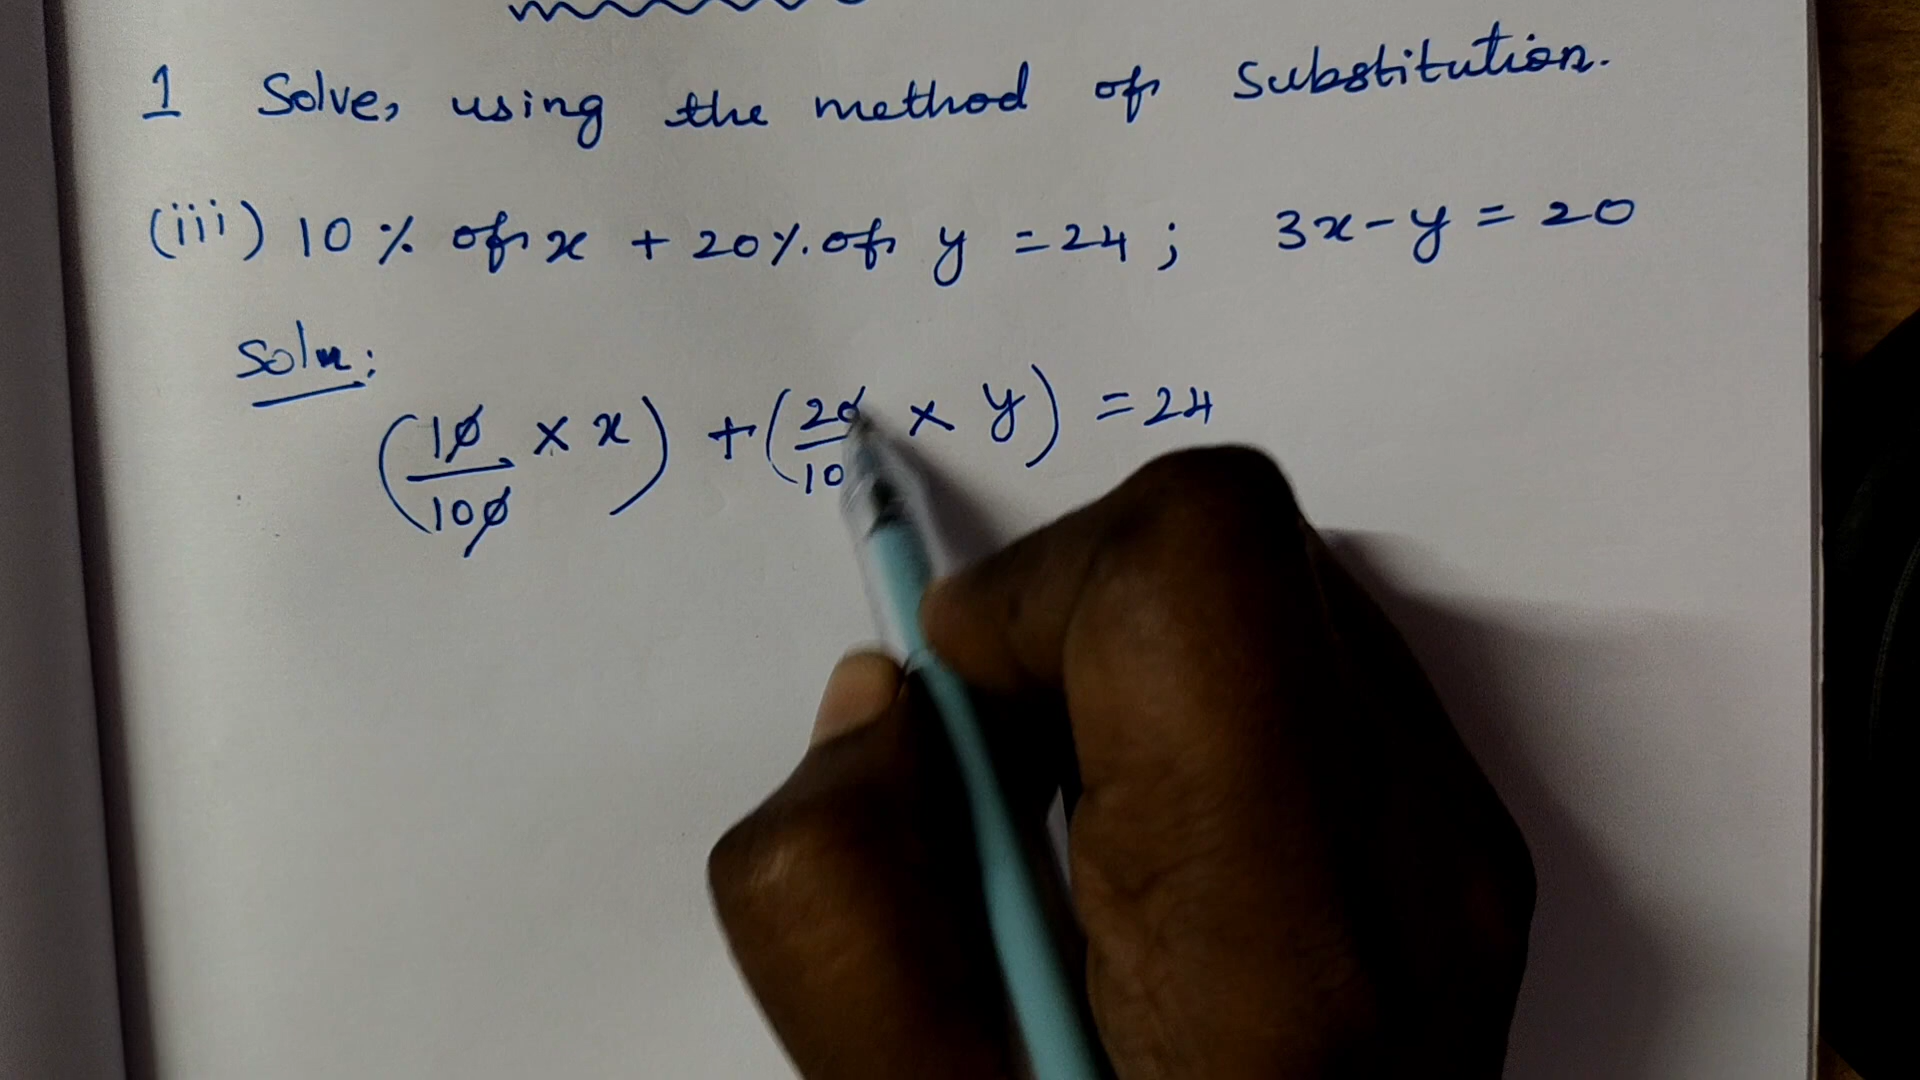 1 Solve, using the method of substitution.
(iii) 10% of x + 20% of y = 24; 3x - y = 20
Soln:
(10/100 × x) + (20/10 × y) = 24